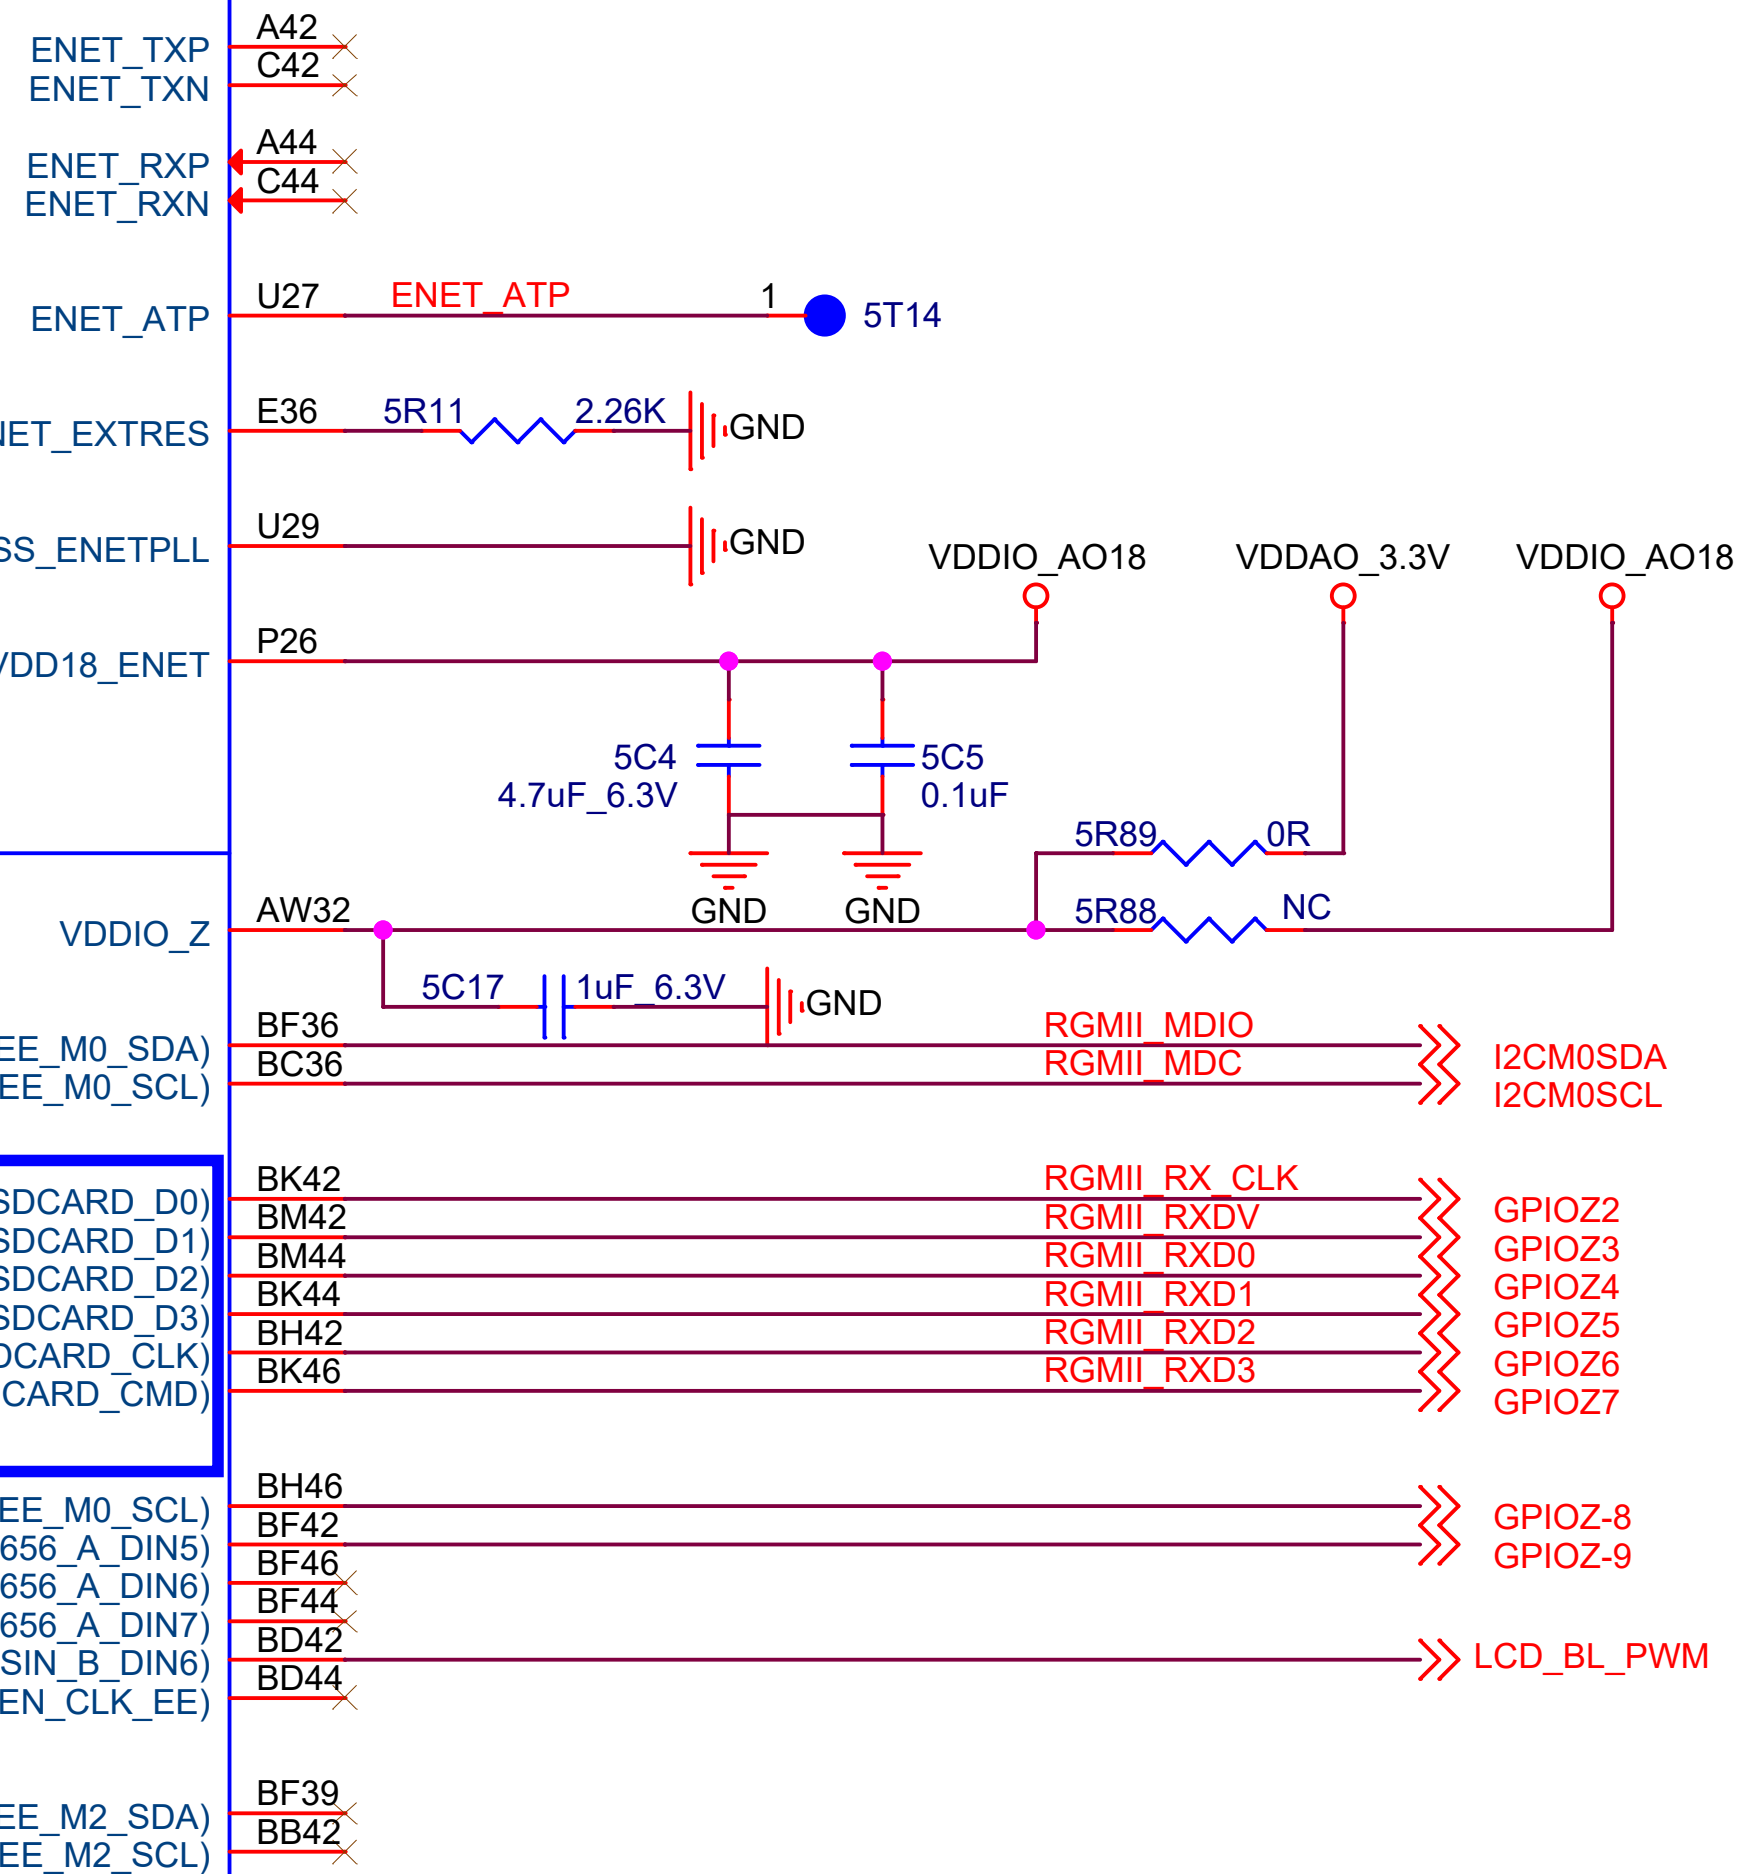 ENET_TXP A42
ENET_TXN C42
ENET_RXP A44
ENET_RXN C44
ENET_ATP U27 ENET_ATP 1 5T14
NET_EXTRES E36 5R11 2.26K GND
SS_ENETPLL U29 GND
VDDIO_AO18 VDDAO_3.3V VDDIO_AO18
VDD18_ENET P26
5C4 5C5
4.7uF_6.3V 0.1uF
5R89 0R
GND GND
VDDIO_Z AW32 5R88 NC
5C17 1uF_6.3V GND
EE_M0_SDA) BF36 RGMII_MDIO I2CM0SDA
EE_M0_SCL) BC36 RGMII_MDC I2CM0SCL
SDCARD_D0) BK42 RGMII_RX_CLK GPIOZ2
SDCARD_D1) BM42 RGMII_RXDV GPIOZ3
SDCARD_D2) BM44 RGMII_RXD0 GPIOZ4
SDCARD_D3) BK44 RGMII_RXD1 GPIOZ5
DCARD_CLK) BH42 RGMII_RXD2 GPIOZ6
CARD_CMD) BK46 RGMII_RXD3 GPIOZ7
EE_M0_SCL) BH46 GPIOZ-8
656_A_DIN5) BF42 GPIOZ-9
656_A_DIN6) BF46
656_A_DIN7) BF44
SIN_B_DIN6) BD42 LCD_BL_PWM
EN_CLK_EE) BD44
EE_M2_SDA) BF39
EE_M2_SCL) BB42